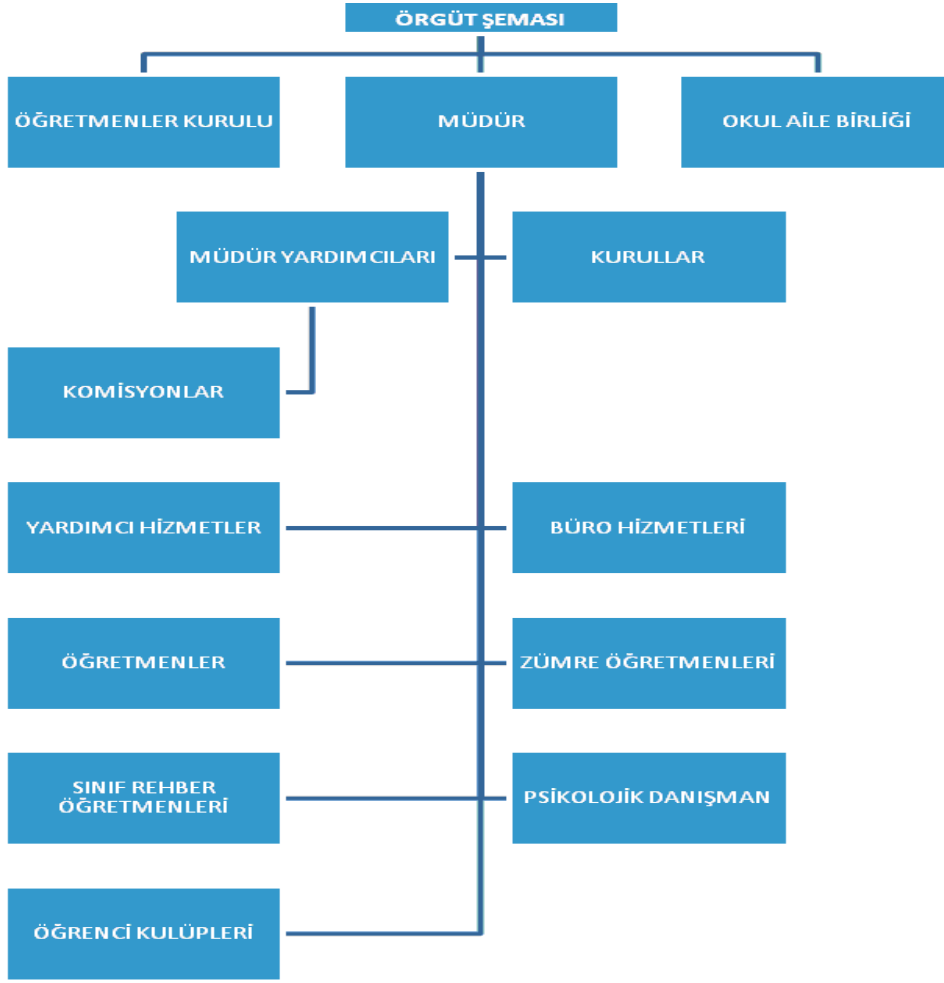 ÖRGÜT ŞEMASI
ÖĞRETMENLER KURULU
MÜDÜR
OKUL AİLE BİRLİĞİ
MÜDÜR YARDIMCILARI
KURULLAR
KOMİSYONLAR
YARDIMCI HİZMETLER
BÜRO HİZMETLERİ
ÖĞRETMENLER
ZÜMRE ÖĞRETMENLERİ
SINIF REHBER
ÖĞRETMENLERİ
PSİKOLOJİK DANIŞMAN
ÖĞRENCİ KULÜPLERİ